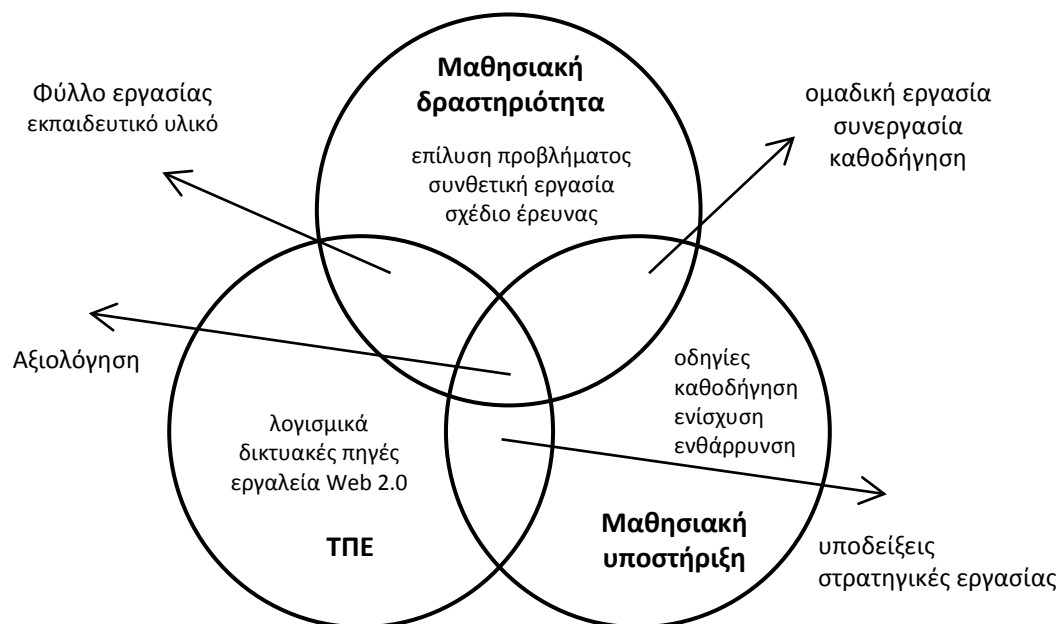 Μαθησιακή
δραστηριότητα
επίλυση προβλήματος
συνθετική εργασία
σχέδιο έρευνας
Φύλλο εργασίας
εκπαιδευτικό υλικό
ομαδική εργασία
συνεργασία
καθοδήγηση
Αξιολόγηση
οδηγίες
καθοδήγηση
ενίσχυση
ενθάρρυνση
λογισμικά
δικτυακές πηγές
εργαλεία Web 2.0
ΤΠΕ
Μαθησιακή
υποστήριξη
υποδείξεις
στρατηγικές εργασίας